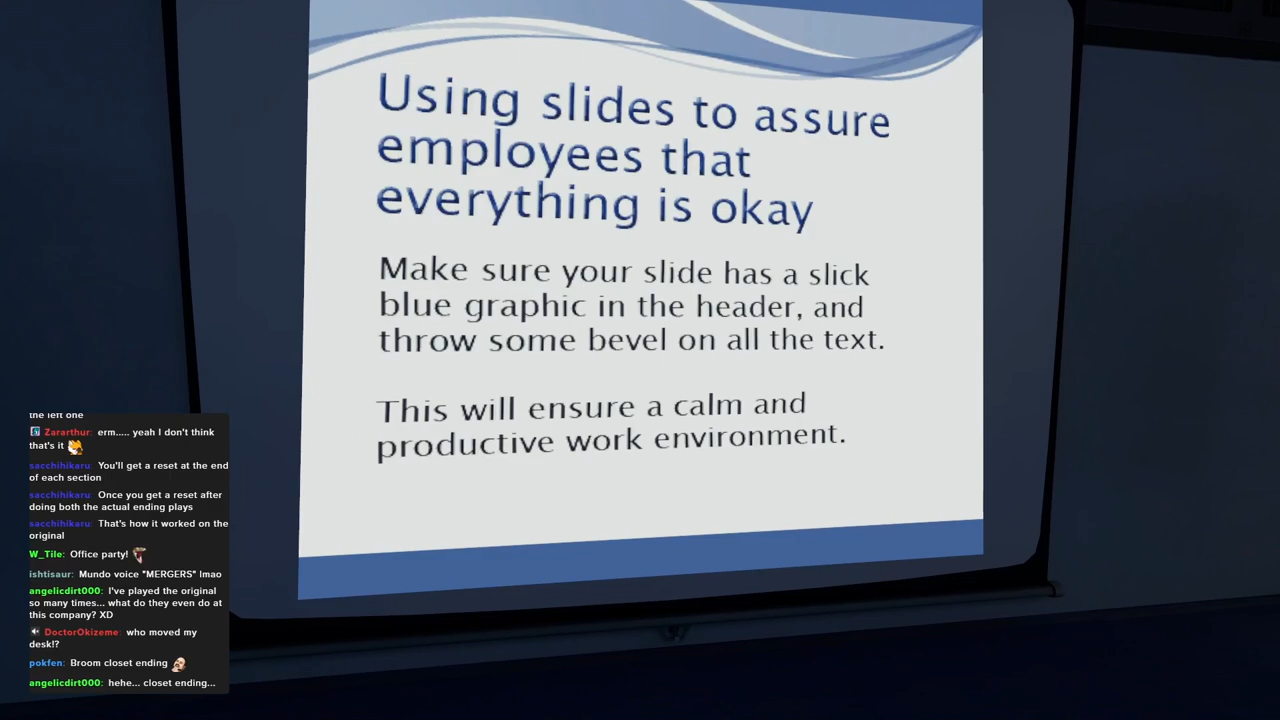 Using slides to assure
employees that
everything is okay
Make sure your slide has a slick
blue graphic in the header, and
throw some bevel on all the text.
This will ensure a calm and
productive work environment.
the left one
Zararthur: erm..... yeah I don't think
that's it
sacchihikaru: You'll get a reset at the end
of each section
sacchihikaru: Once you get a reset after
doing both the actual ending plays
sacchihikaru: That's how it worked on the
original
W_Tile: Office party!
ishtisaur: Mundo voice "MERGERS" lmao
angelicdirt000: I've played the original
so many times... what do they even do at
this company? XD
DoctorOkizeme: who moved my
desk!?
pokfen: Broom closet ending
angelicdirt000: hehe... closet ending...